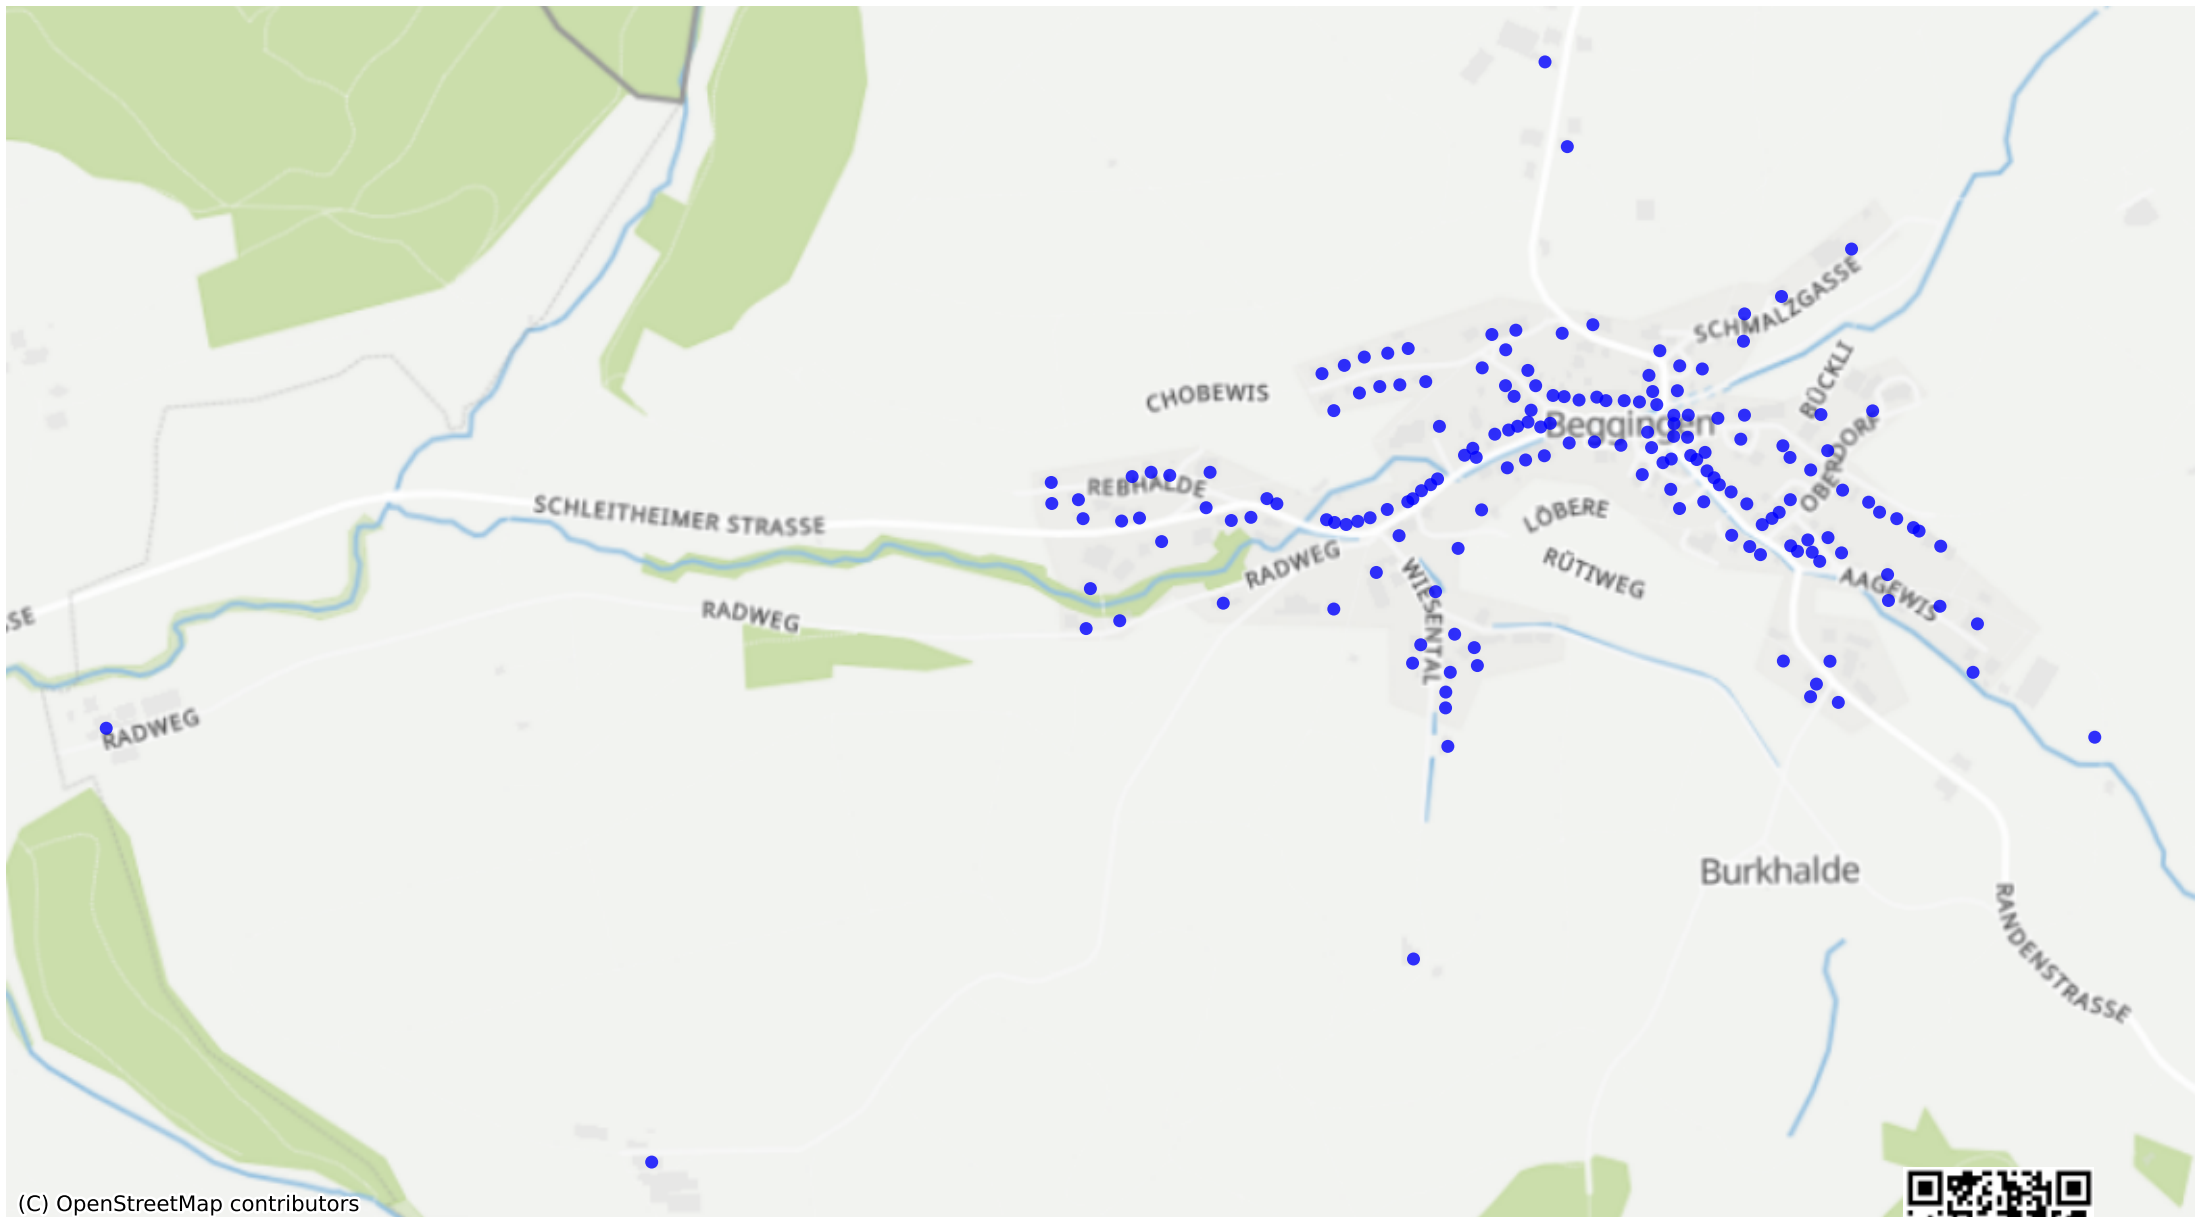 SCHMALZGASSE
BÜCKLI
CHOBEWIS
Beggingen
OBERDORF
REBHALDE
SCHLEITHEIMER STRASSE
LÖBERE
RADWEG
RÜTIWEG
WIESENTAL
AAGEWIS
SSE
RADWEG
RADWEG
Burkhalde
RANDENSTRASSE
(C) OpenStreetMap contributors